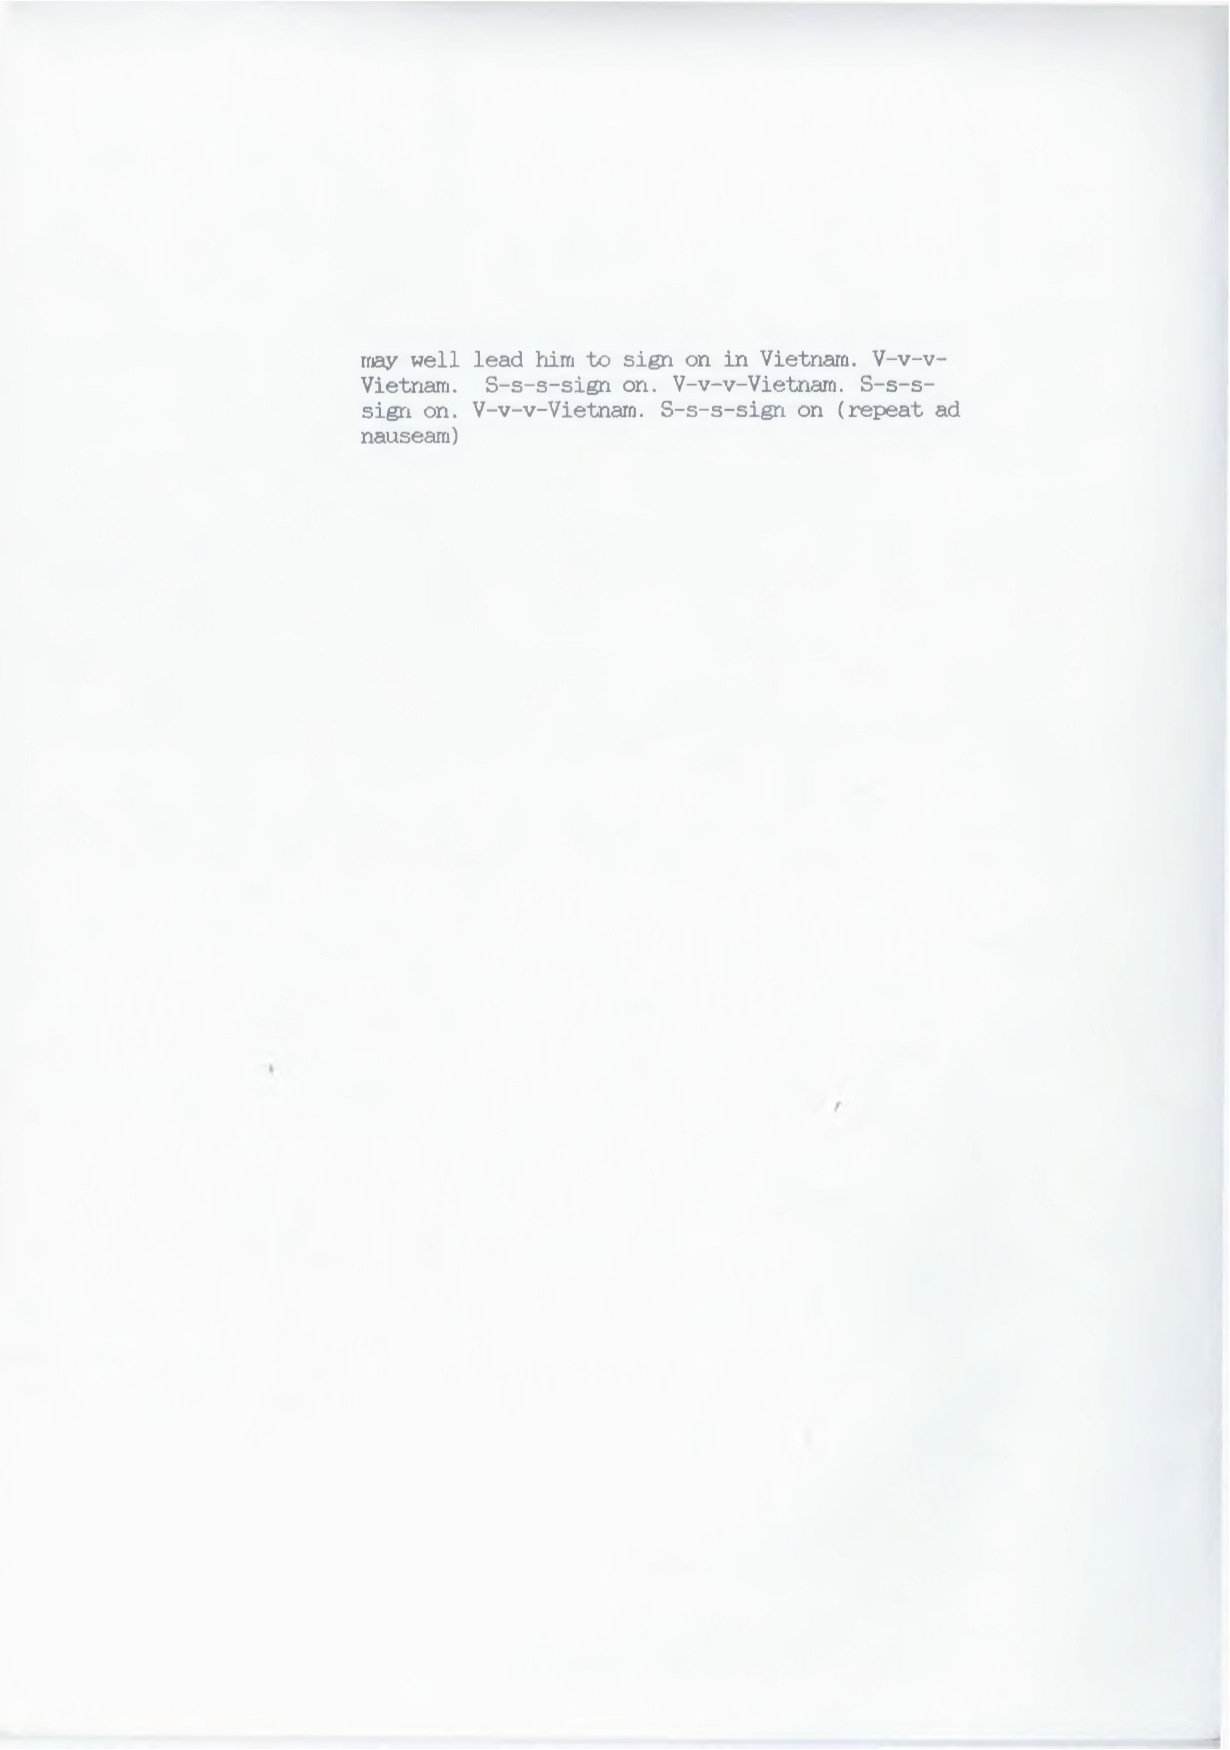 may well lead him to sign on in Vietnam. V-v-v-
Vietnam.  S-s-s-sign on. V-v-v-Vietnam. S-s-s-
sign on. V-v-v-Vietnam. S-s-s-sign on (repeat ad
nauseam)